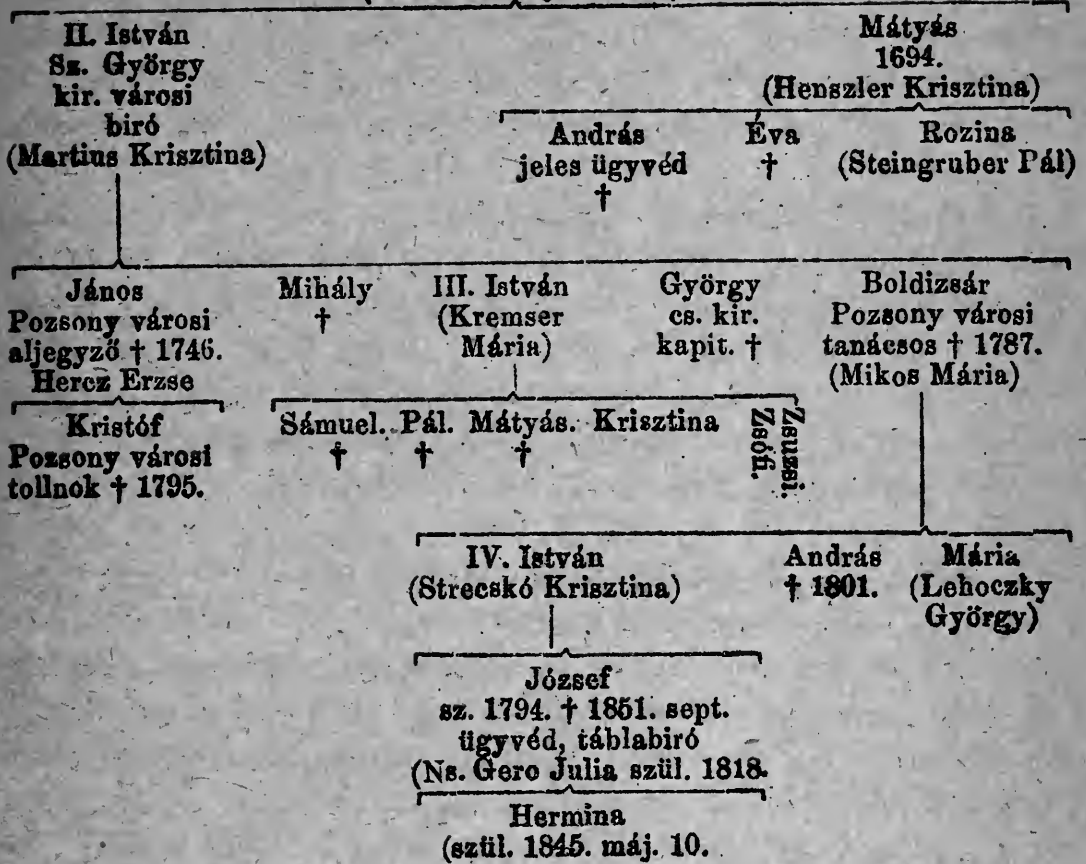 II. István
Sz. György
kir. városi
biró
(Martius Krisztina)
Mátyás
1694.
(Henszler Krisztina)
András
jeles ügyvéd
†
Éva
†
Rozina
(Steingruber Pál)
János
Pozsony városi
aljegyző † 1746.
Hercz Erzse
Mihály
†
III. István
(Kremser
Mária)
György
cs. kir.
kapit. †
Boldizsár
Pozsony városi
tanácsos † 1787.
(Mikos Mária)
Kristóf
Pozsony városi
tollnok † 1795.
Sámuel. Pál. Mátyás. Krisztina
† † †
Zsuzsi.
Zsófi.
IV. István
(Strecskó Krisztina)
András
† 1801.
Mária
(Lehoczky
György)
József
sz. 1794. † 1851. sept.
ügyvéd, táblabiró
(Ns. Gero Julia szül. 1818.
Hermina
(szül. 1845. máj. 10.